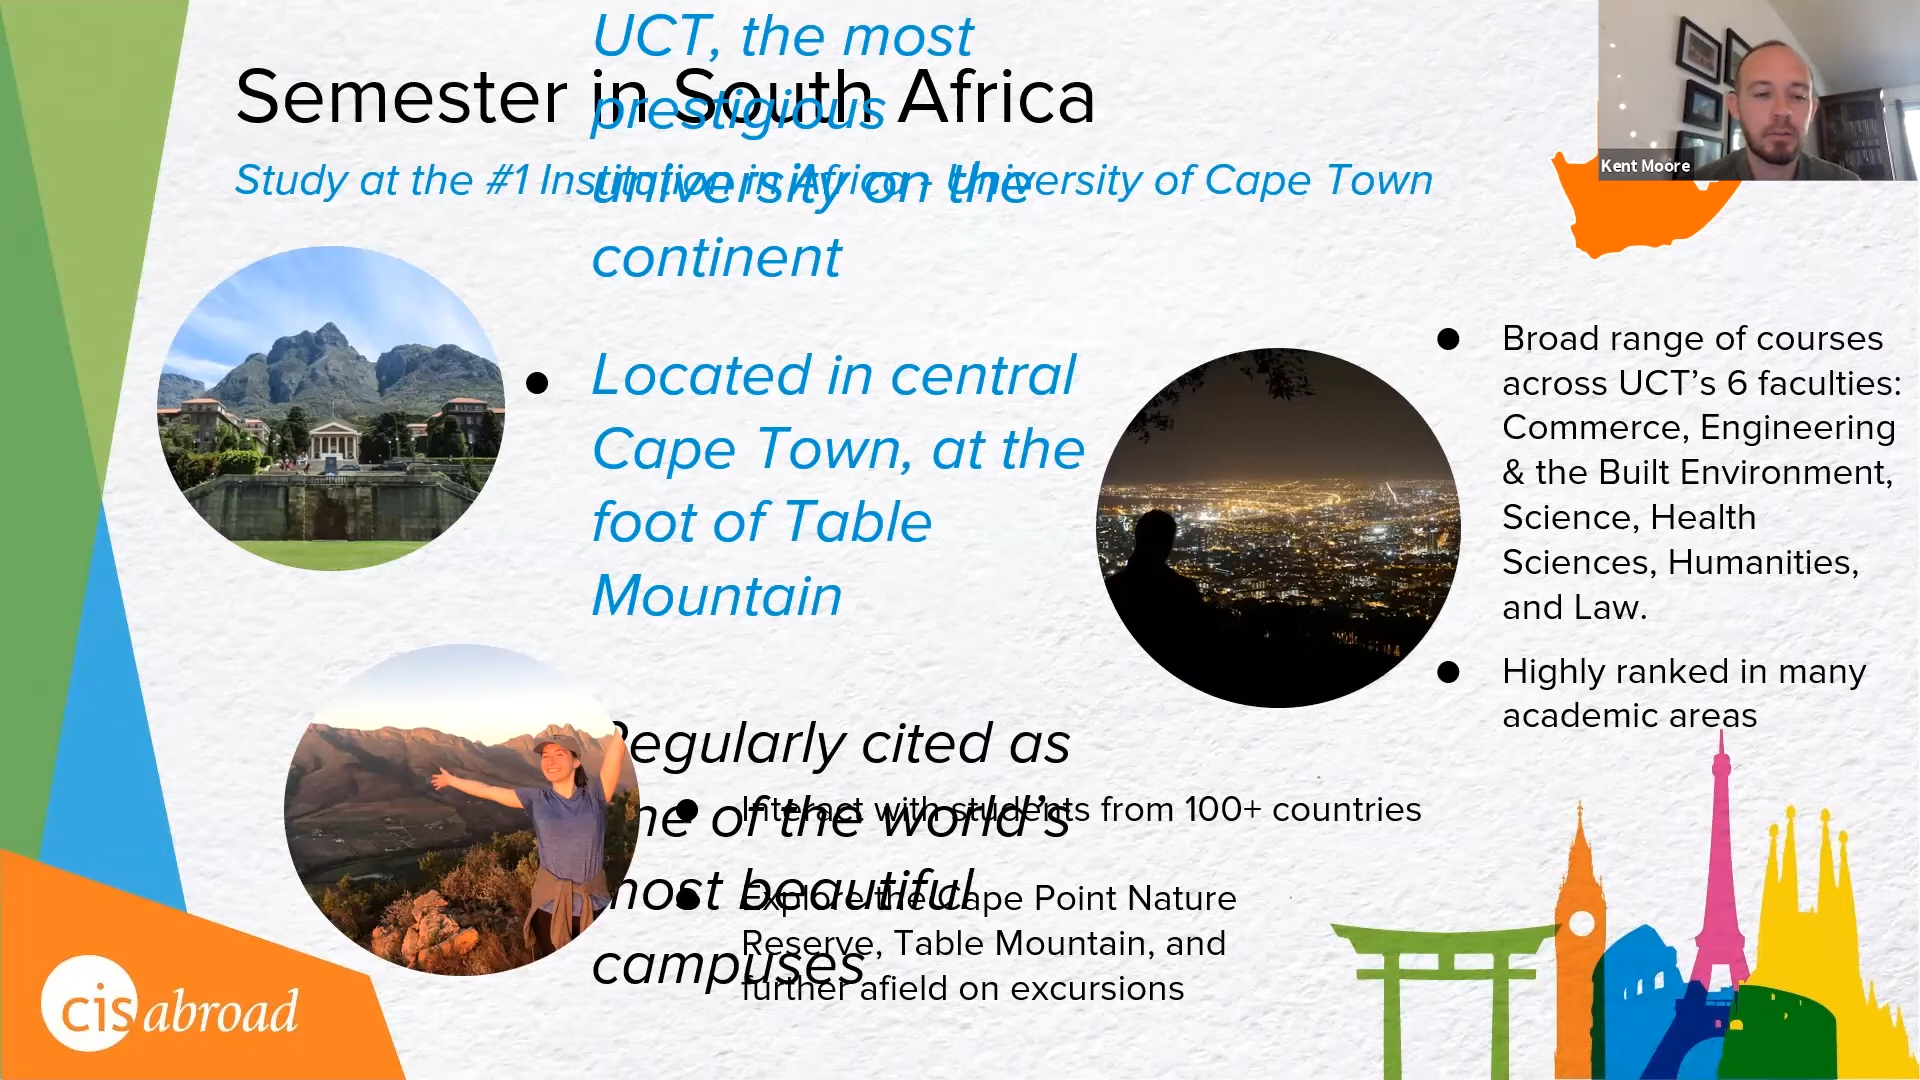 UCT, the most
prestigious
university on the
continent
Semester in South Africa
Study at the #1 Institution in Africa - University of Cape Town
Located in central
Cape Town, at the
foot of Table
Mountain
Regularly cited as
one of the world's
most beautiful
campuses
Broad range of courses
across UCT’s 6 faculties:
Commerce, Engineering
& the Built Environment,
Science, Health
Sciences, Humanities,
and Law.
Highly ranked in many
academic areas
Interact with students from 100+ countries
Explore the Cape Point Nature
Reserve, Table Mountain, and
further afield on excursions
Kent Moore
cis abroad